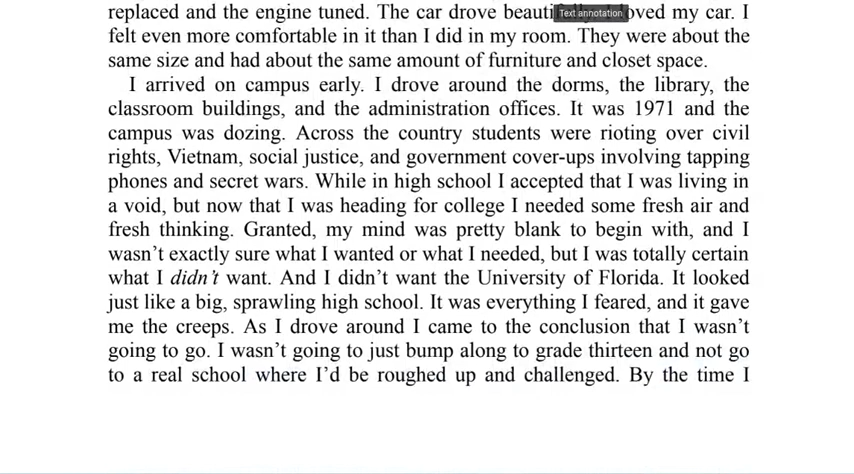 replaced and the engine tuned. The car drove loved my car. I
Text annotation
felt even more comfortable in it than I did in my room. They were about the
same size and had about the same amount of furniture and closet space.
I arrived on campus early. I drove around the dorms, the library, the
classroom buildings, and the administration offices. It was 1971 and the
campus was dozing. Across the country students were rioting over civil
rights, Vietnam, social justice, and government cover-ups involving tapping
phones and secret wars. While in high school I accepted that I was living in
a void, but now that I was heading for college I needed some fresh air and
fresh thinking. Granted, my mind was pretty blank to begin with, and I
wasn’t exactly sure what I wanted or what I needed, but I was totally certain
what I didn’t want. And I didn’t want the University of Florida. It looked
just like a big, sprawling high school. It was everything I feared, and it gave
me the creeps. As I drove around I came to the conclusion that I wasn’t
going to go. I wasn’t going to just bump along to grade thirteen and not go
to a real school where I’d be roughed up and challenged. By the time I